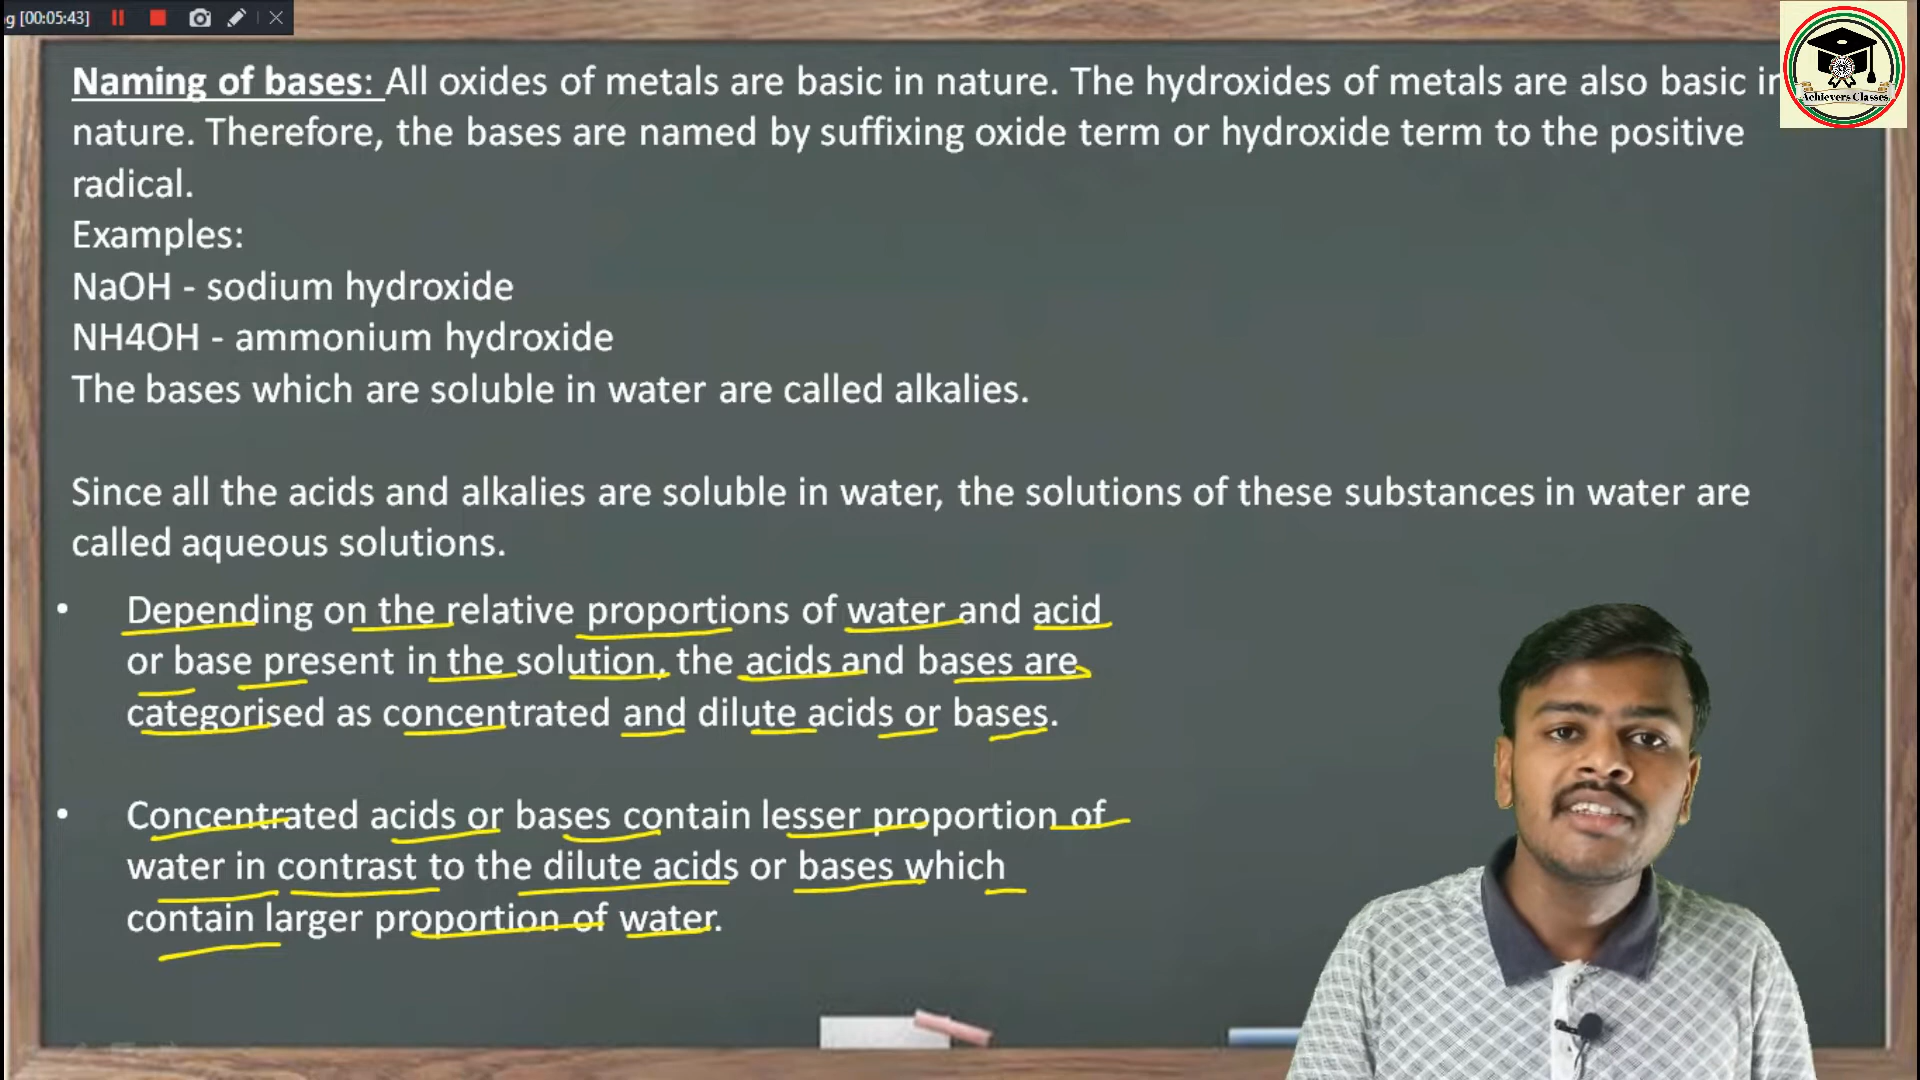 g [00:05:43]
Achievers Classes
Naming of bases: All oxides of metals are basic in nature. The hydroxides of metals are also basic in
nature. Therefore, the bases are named by suffixing oxide term or hydroxide term to the positive
radical.
Examples:
NaOH - sodium hydroxide
NH4OH - ammonium hydroxide
The bases which are soluble in water are called alkalies.
Since all the acids and alkalies are soluble in water, the solutions of these substances in water are
called aqueous solutions.
• Depending on the relative proportions of water and acid
or base present in the solution, the acids and bases are
categorised as concentrated and dilute acids or bases.
• Concentrated acids or bases contain lesser proportion of
water in contrast to the dilute acids or bases which
contain larger proportion of water.